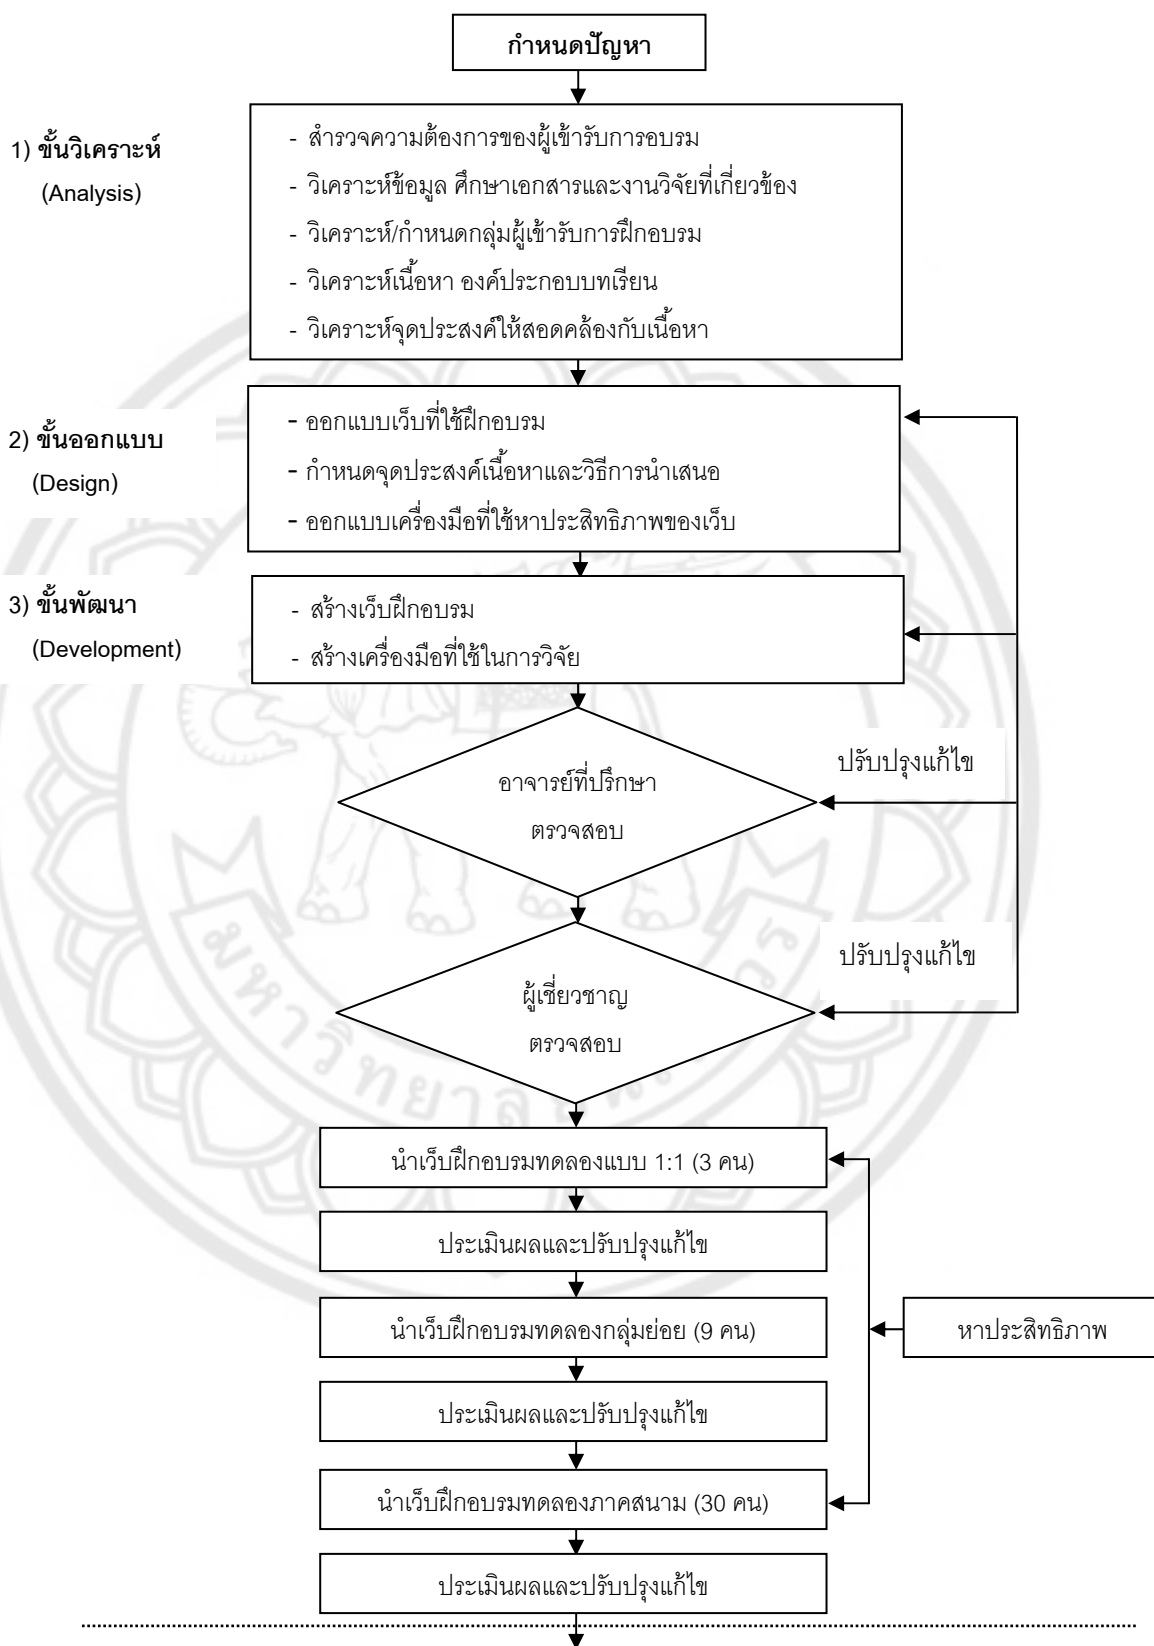 กำหนดปัญหา
1) ขั้นวิเคราะห์
(Analysis)
- สำรวจความต้องการของผู้เข้ารับการอบรม
- วิเคราะห์ข้อมูล ศึกษาเอกสารและงานวิจัยที่เกี่ยวข้อง
- วิเคราะห์/กำหนดกลุ่มผู้เข้ารับการฝึกอบรม
- วิเคราะห์เนื้อหา องค์ประกอบบทเรียน
- วิเคราะห์จุดประสงค์ให้สอดคล้องกับเนื้อหา
2) ขั้นออกแบบ
(Design)
- ออกแบบเว็บที่ใช้ฝึกอบรม
- กำหนดจุดประสงค์เนื้อหาและวิธีการนำเสนอ
- ออกแบบเครื่องมือที่ใช้หาประสิทธิภาพของเว็บ
3) ขั้นพัฒนา
(Development)
- สร้างเว็บฝึกอบรม
- สร้างเครื่องมือที่ใช้ในการวิจัย
อาจารย์ที่ปรึกษา
ตรวจสอบ
ปรับปรุงแก้ไข
ผู้เชี่ยวชาญ
ตรวจสอบ
ปรับปรุงแก้ไข
นำเว็บฝึกอบรมทดลองแบบ 1:1 (3 คน)
ประเมินผลและปรับปรุงแก้ไข
นำเว็บฝึกอบรมทดลองกลุ่มย่อย (9 คน)
หาประสิทธิภาพ
ประเมินผลและปรับปรุงแก้ไข
นำเว็บฝึกอบรมทดลองภาคสนาม (30 คน)
ประเมินผลและปรับปรุงแก้ไข